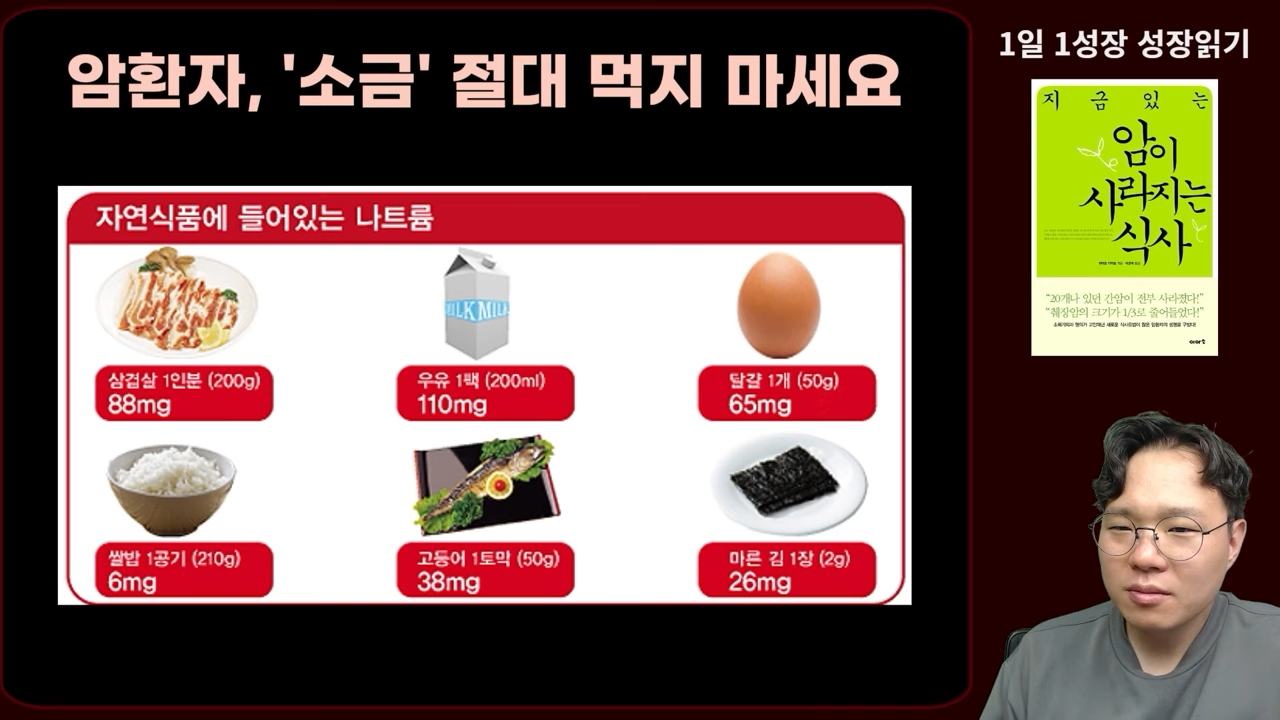 암환자, '소금' 절대 먹지 마세요
자연식품에 들어있는 나트륨
MILK MILK
삼겹살 1인분 (200g)
88mg
우유 1팩 (200ml)
110mg
달걀 1개 (50g)
65mg
쌀밥 1공기 (210g)
6mg
고등어 1토막 (50g)
38mg
마른 김 1장 (2g)
26mg
1일 1성장 성장읽기
지금 있는
암이
사라지는
식사
“20개나 있던 간암이 전부 사라졌다!”
“췌장암의 크기가 1/3로 줄어들었다!”